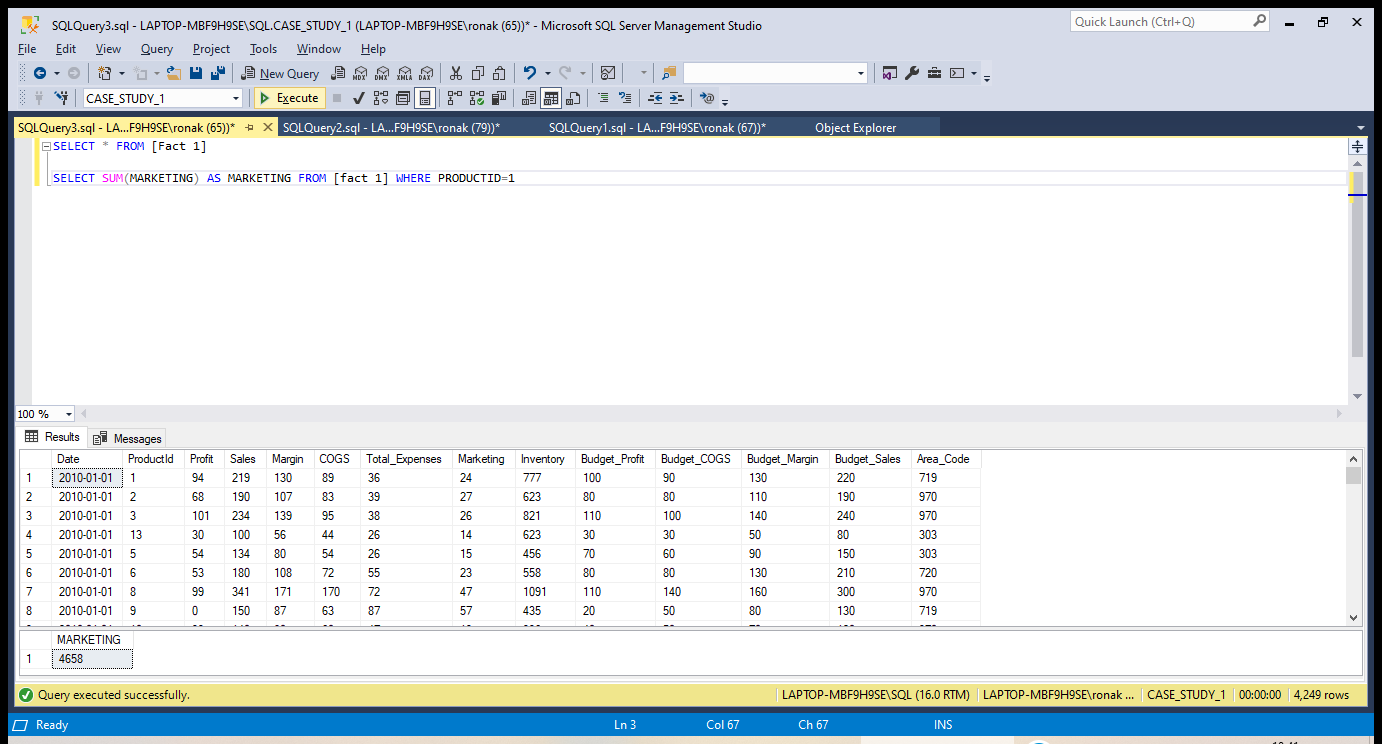 SQLQuery3.sql - LAPTOP-MBF9H9SE\SQL.CASE_STUDY_1 (LAPTOP-MBF9H9SE\ronak (65))* - Microsoft SQL Server Management Studio
Quick Launch (Ctrl+Q)
File Edit View Query Project Tools Window Help
New Query MDX DMX XMLA DAX
CASE_STUDY_1 Execute
SQLQuery3.sql - LA...F9H9SE\ronak (65))* SQLQuery2.sql - LA...F9H9SE\ronak (79))* SQLQuery1.sql - LA...F9H9SE\ronak (67))* Object Explorer
SELECT * FROM [Fact 1]
SELECT SUM(MARKETING) AS MARKETING FROM [fact 1] WHERE PRODUCTID=1
100 %
Results Messages
Date ProductId Profit Sales Margin COGS Total_Expenses Marketing Inventory Budget_Profit Budget_COGS Budget_Margin Budget_Sales Area_Code
1 2010-01-01 1 94 219 130 89 36 24 777 100 90 130 220 719
2 2010-01-01 2 68 190 107 83 39 27 623 80 80 110 190 970
3 2010-01-01 3 101 234 139 95 38 26 821 110 100 140 240 970
4 2010-01-01 13 30 100 56 44 26 14 623 30 30 50 80 303
5 2010-01-01 5 54 134 80 54 26 15 456 70 60 90 150 303
6 2010-01-01 6 53 180 108 72 55 23 558 80 80 130 210 720
7 2010-01-01 8 99 341 171 170 72 47 1091 110 140 160 300 970
8 2010-01-01 9 0 150 87 63 87 57 435 20 50 80 130 719
MARKETING
1 4658
Query executed successfully. LAPTOP-MBF9H9SE\SQL (16.0 RTM) LAPTOP-MBF9H9SE\ronak ... CASE_STUDY_1 00:00:00 4,249 rows
Ready Ln 3 Col 67 Ch 67 INS